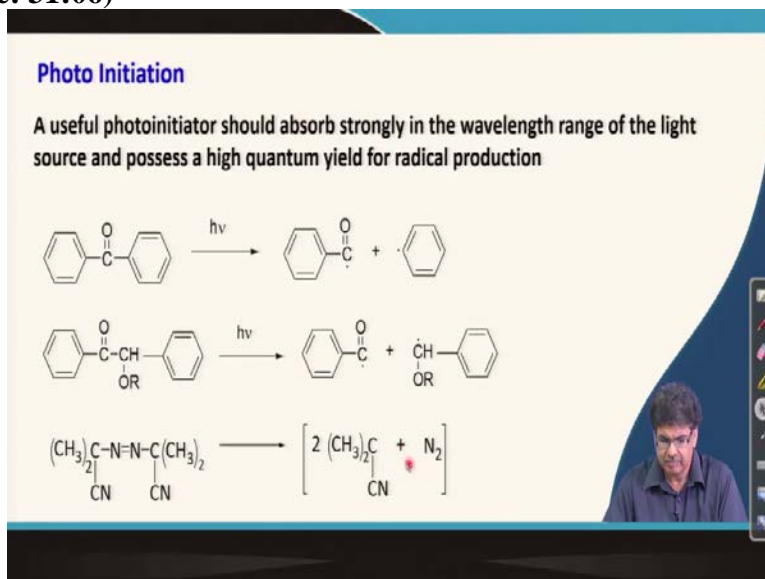 Photo Initiation
A useful photoinitiator should absorb strongly in the wavelength range of the light
source and possess a high quantum yield for radical production
O hν O
C C +
O hν O
C-CH C + ĊH
OR OR
(CH₃)₂C-N=N-C(CH₃)₂ [2 (CH₃)₂C + N₂]
CN CN CN